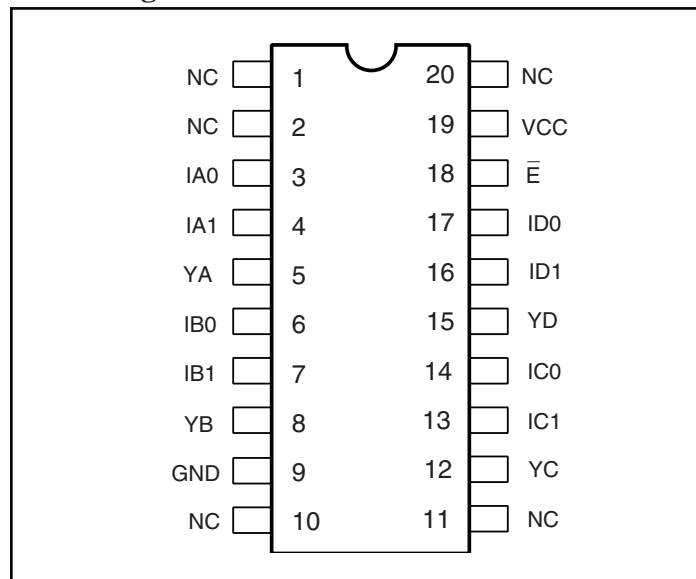 NC 1 20 NC
NC 2 19 VCC
IA0 3 18 E̅
IA1 4 17 ID0
YA 5 16 ID1
IB0 6 15 YD
IB1 7 14 IC0
YB 8 13 IC1
GND 9 12 YC
NC 10 11 NC